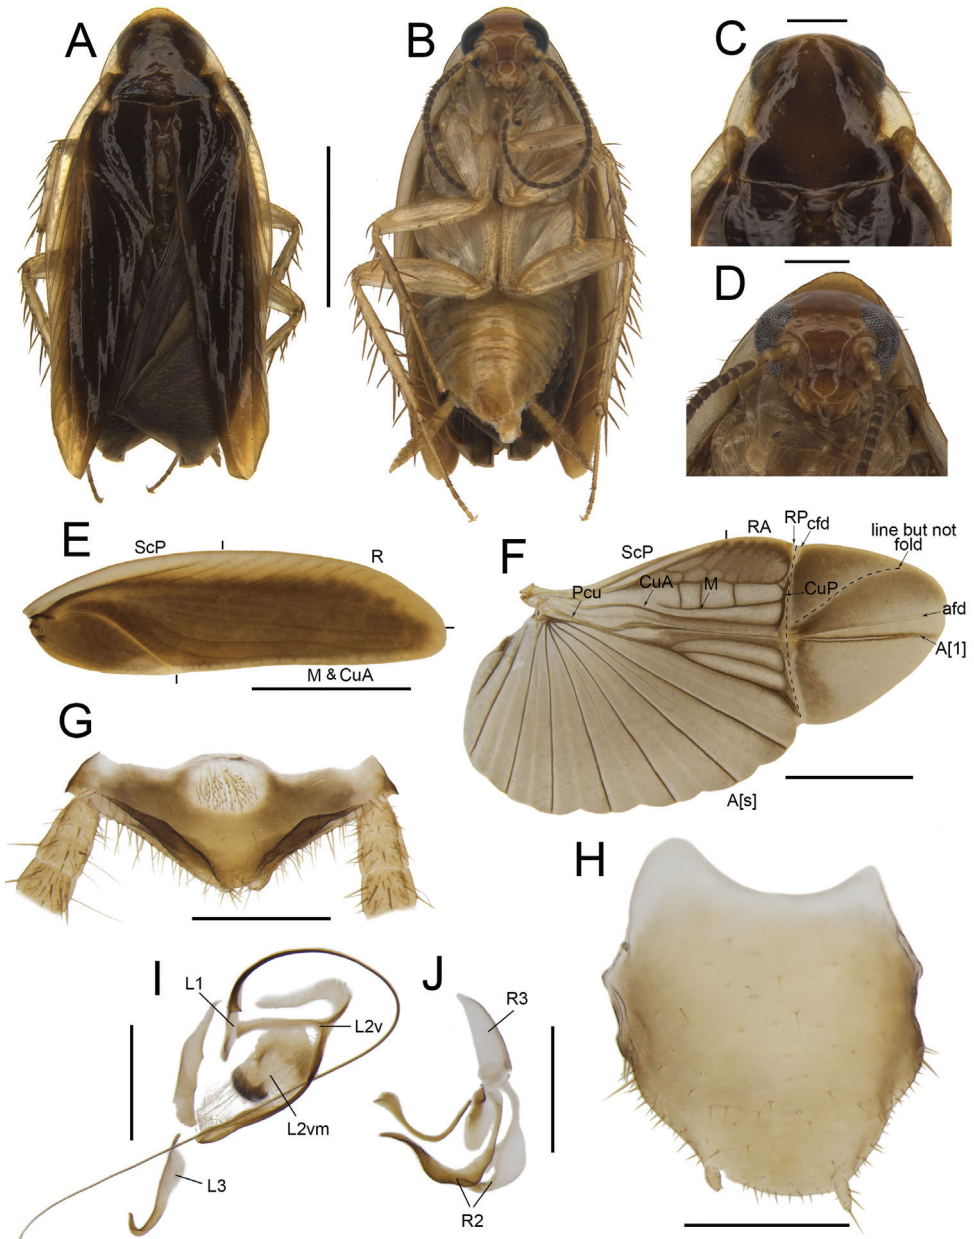 A
B
C
D
E
ScP
R
M & CuA
F
ScP
RA
RP
cfd
line but not
fold
Pcu
CuA
M
CuP
afd
A[1]
A[s]
G
H
I
L1
L2v
L2vm
L3
J
R3
R2